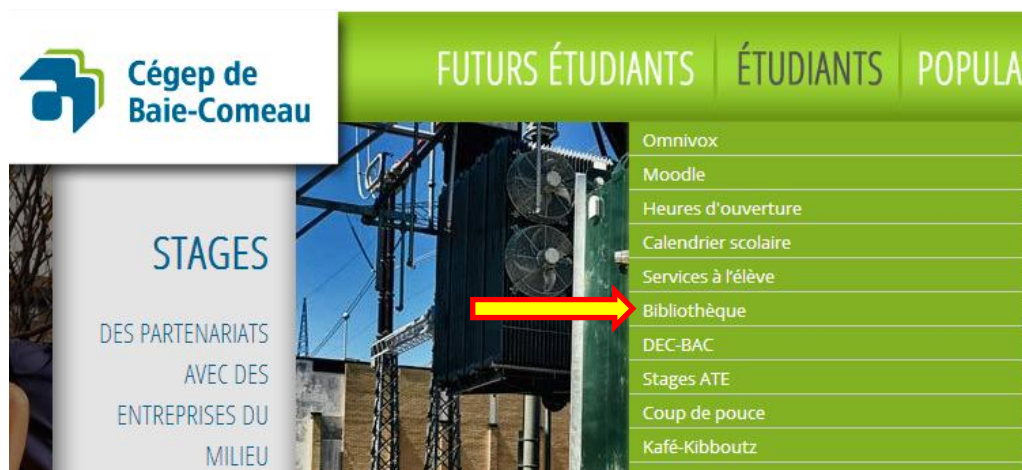 Cégep de
Baie-Comeau
FUTURS ÉTUDIANTS
ÉTUDIANTS
Omnivox
Moodle
Heures d'ouverture
Calendrier scolaire
Services à l'élève
Bibliothèque
DEC-BAC
Stages ATE
Coup de pouce
Kafé-Kibboutz
STAGES
DES PARTENARIATS
AVEC DES
ENTREPRISES DU
MILIEU